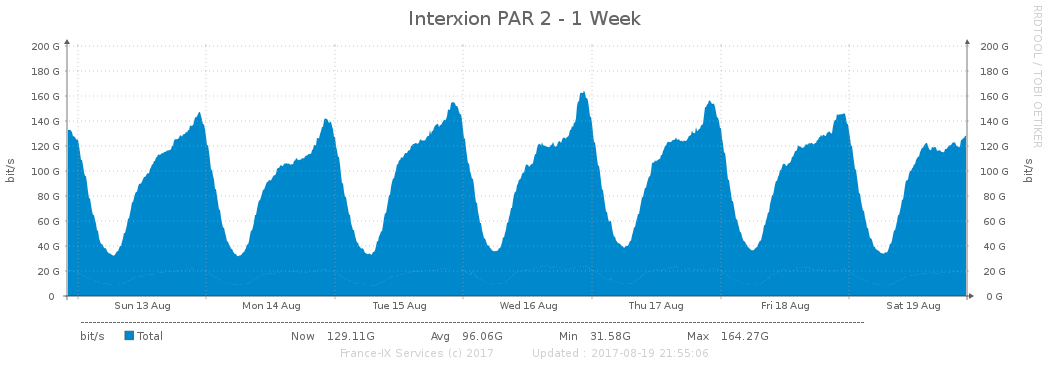 Interxion PAR 2 - 1 Week
RRDTOOL / TOBI OETIKER
200 G 200 G
180 G 180 G
160 G 160 G
140 G 140 G
120 G 120 G
100 G 100 G
80 G 80 G
60 G 60 G
40 G 40 G
20 G 20 G
0 0 G
bit/s
bit/s
Sun 13 Aug Mon 14 Aug Tue 15 Aug Wed 16 Aug Thu 17 Aug Fri 18 Aug Sat 19 Aug
bit/s Total Now 129.11G Avg 96.06G Min 31.58G Max 164.27G
France-IX Services (c) 2017 Updated : 2017-08-19 21:55:06